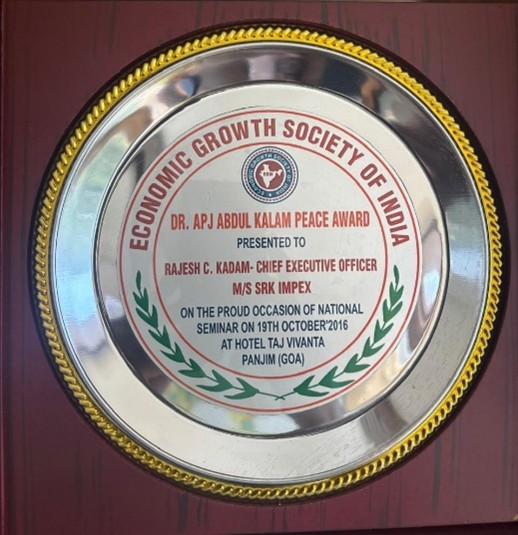 ECONOMIC GROWTH SOCIETY OF INDIA
DR. APJ ABDUL KALAM PEACE AWARD
PRESENTED TO
RAJESH C. KADAM- CHIEF EXECUTIVE OFFICER
M/S SRK IMPEX
ON THE PROUD OCCASION OF NATIONAL
SEMINAR ON 19TH OCTOBER'2016
AT HOTEL TAJ VIVANTA
PANJIM (GOA)